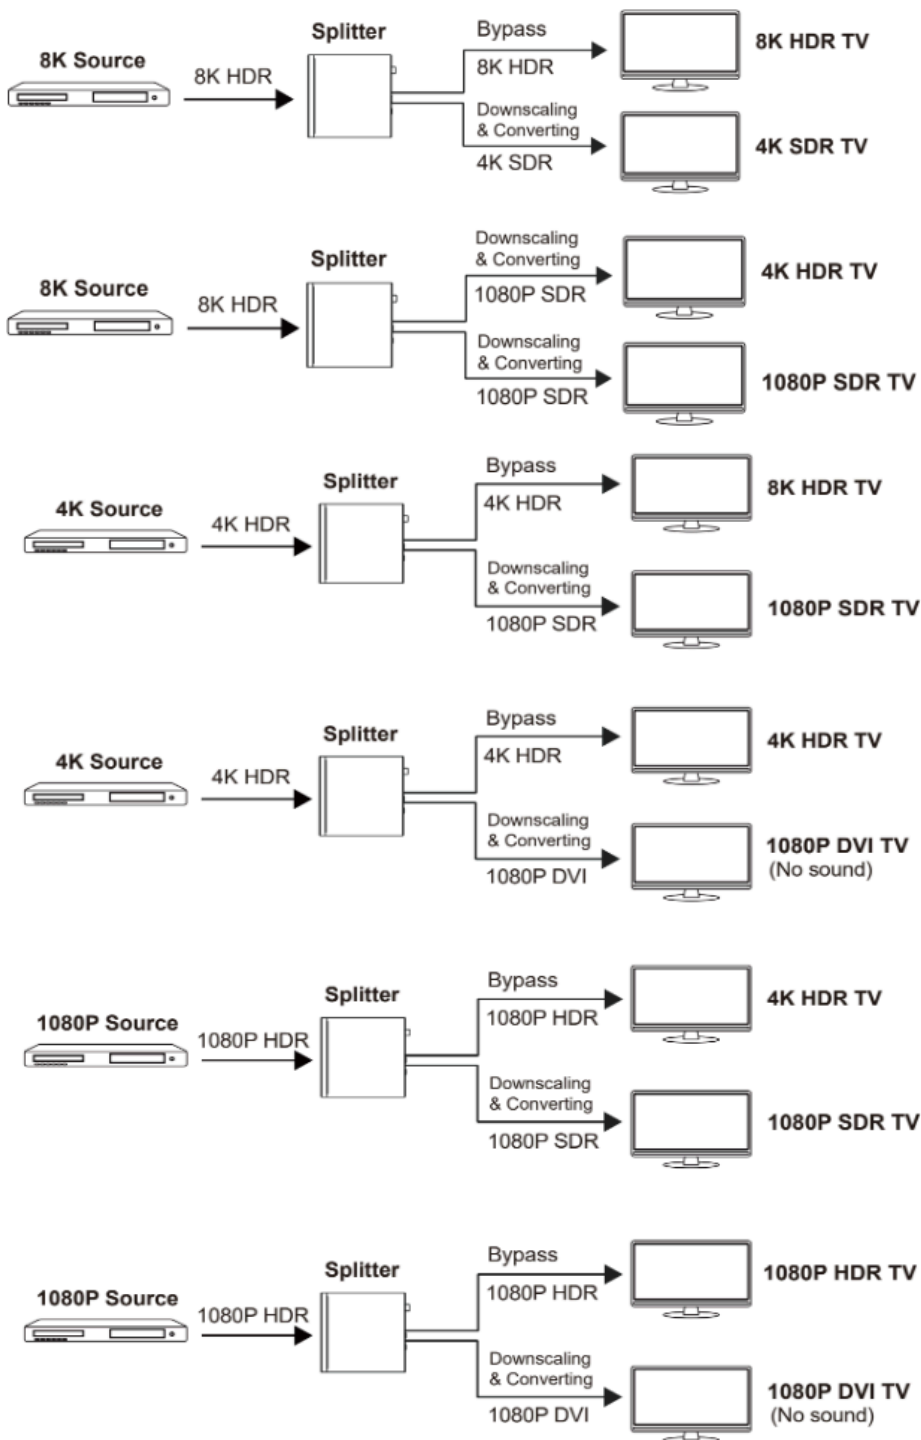 8K Source
8K HDR
Splitter
Bypass
8K HDR
8K HDR TV
Downscaling
& Converting
4K SDR
4K SDR TV
8K Source
8K HDR
Splitter
Downscaling
& Converting
1080P SDR
4K HDR TV
Downscaling
& Converting
1080P SDR
1080P SDR TV
4K Source
4K HDR
Splitter
Bypass
4K HDR
8K HDR TV
Downscaling
& Converting
1080P SDR
1080P SDR TV
4K Source
4K HDR
Splitter
Bypass
4K HDR
4K HDR TV
Downscaling
& Converting
1080P DVI
1080P DVI TV
(No sound)
1080P Source
1080P HDR
Splitter
Bypass
1080P HDR
4K HDR TV
Downscaling
& Converting
1080P SDR
1080P SDR TV
1080P Source
1080P HDR
Splitter
Bypass
1080P HDR
1080P HDR TV
Downscaling
& Converting
1080P DVI
1080P DVI TV
(No sound)